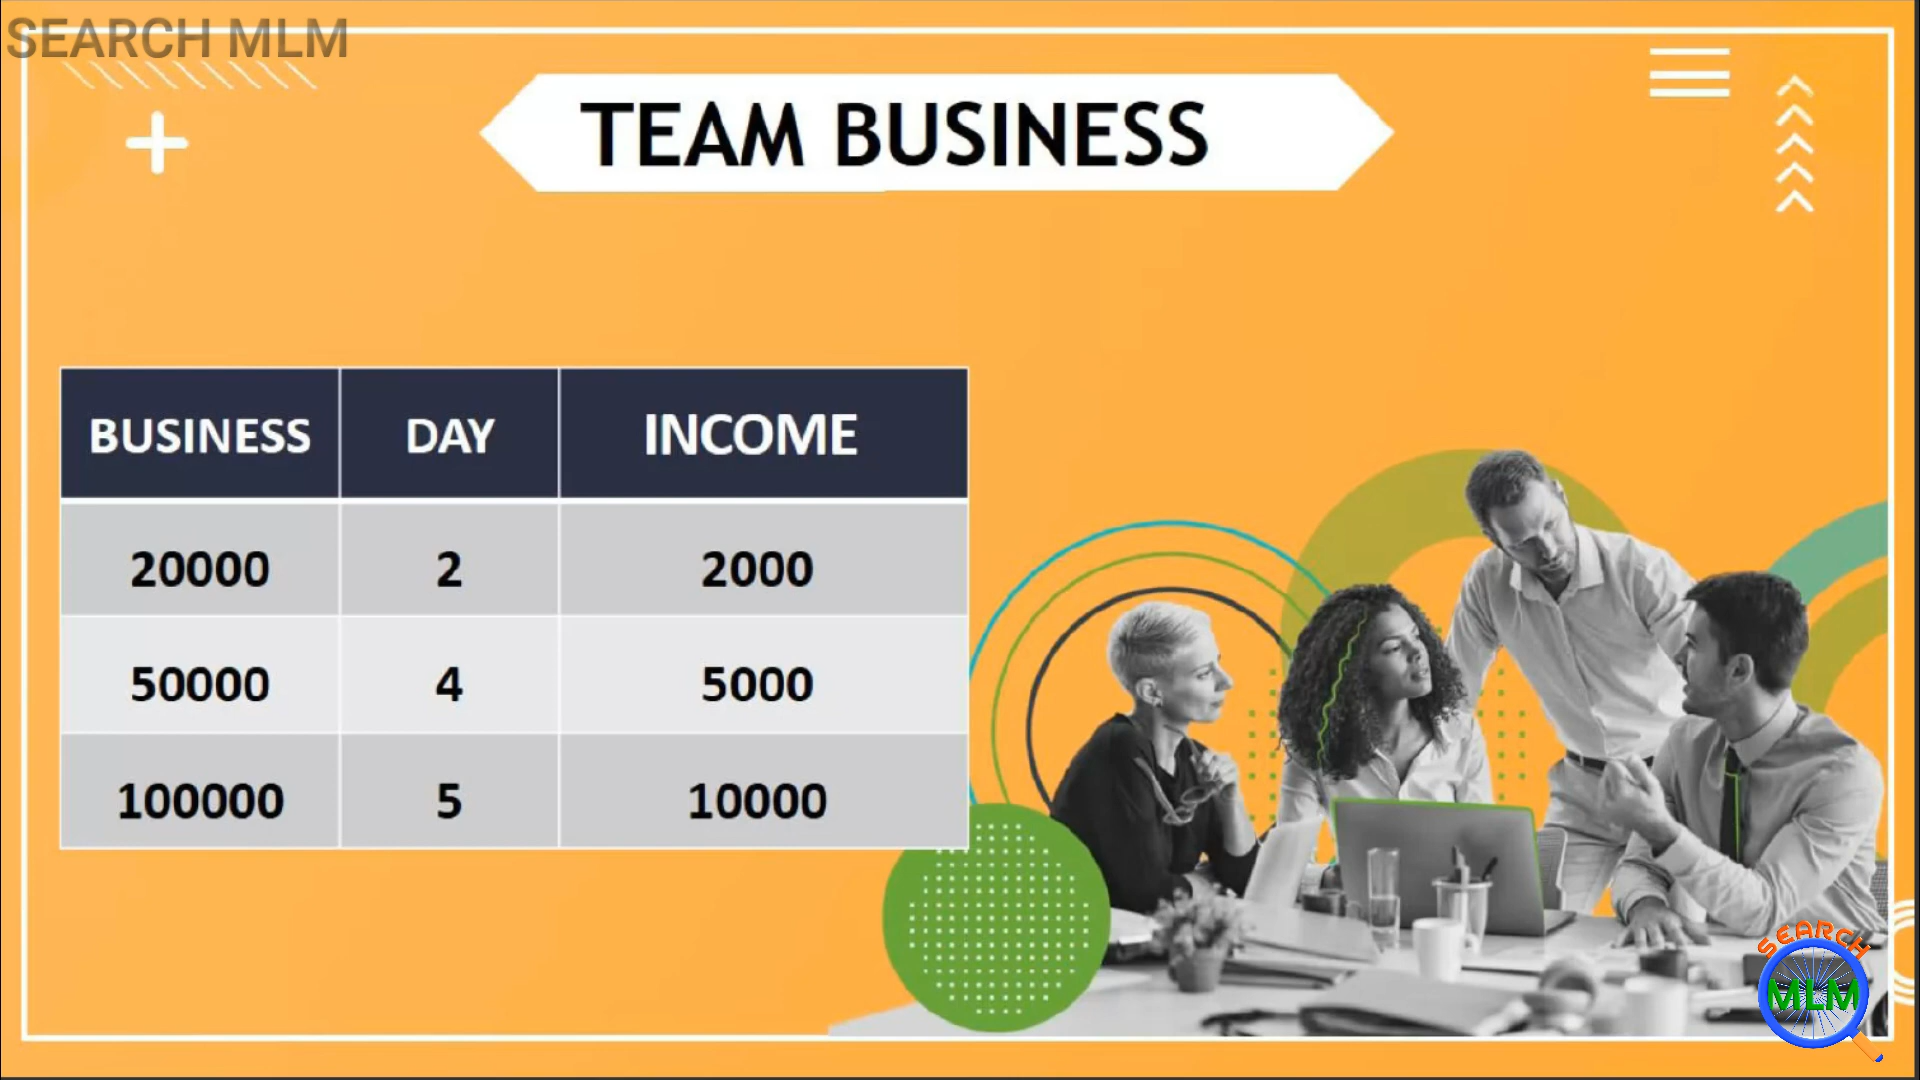 SEARCH MLM
TEAM BUSINESS
BUSINESS DAY INCOME
20000 2 2000
50000 4 5000
100000 5 10000
SEARCH
MLM